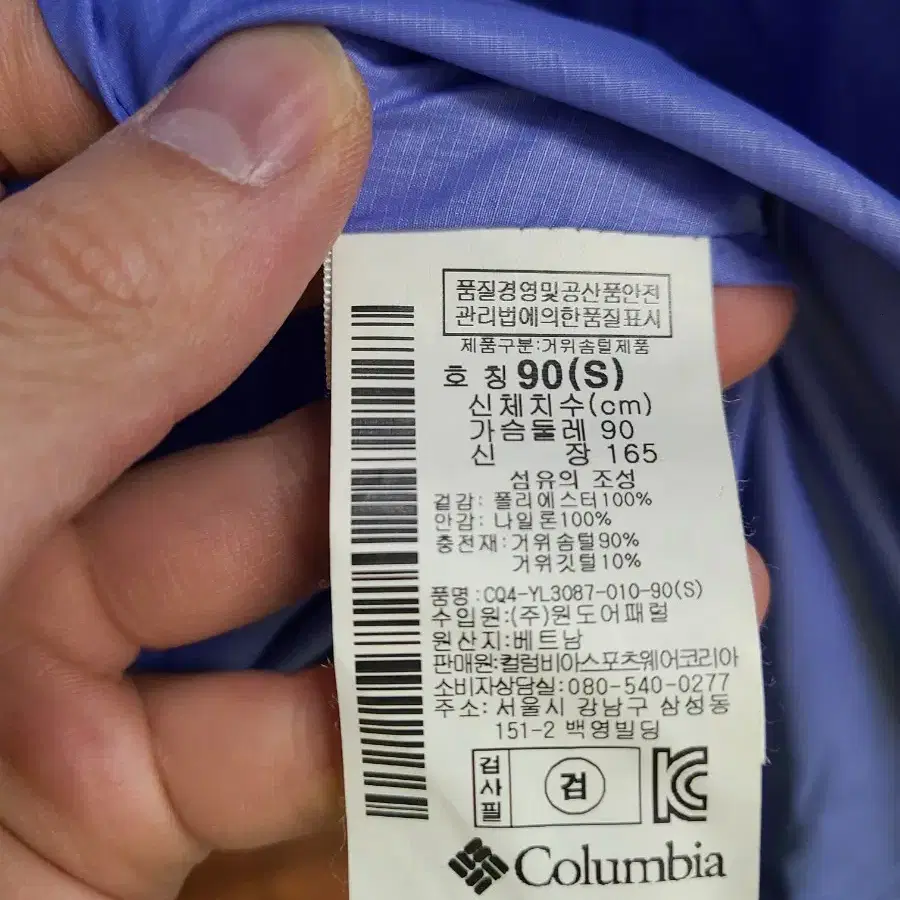 품질경영및공산품안전
관리법에의한품질표시
제품구분:거위솜털제품
호 칭 90(S)
신체치수(cm)
가슴둘레 90
신 장 165
섬유의 조성
겉감: 폴리에스터100%
안감: 나일론100%
충전재: 거위솜털90%
거위깃털10%
품명:CQ4-YL3087-010-90(S)
수입원:(주)원도어패럴
원산지:베트남
판매원:컬럼비아스포츠웨어코리아
소비자상담실:080-540-0277
주소: 서울시 강남구 삼성동
151-2 백영빌딩
검사필 검 KC
Columbia